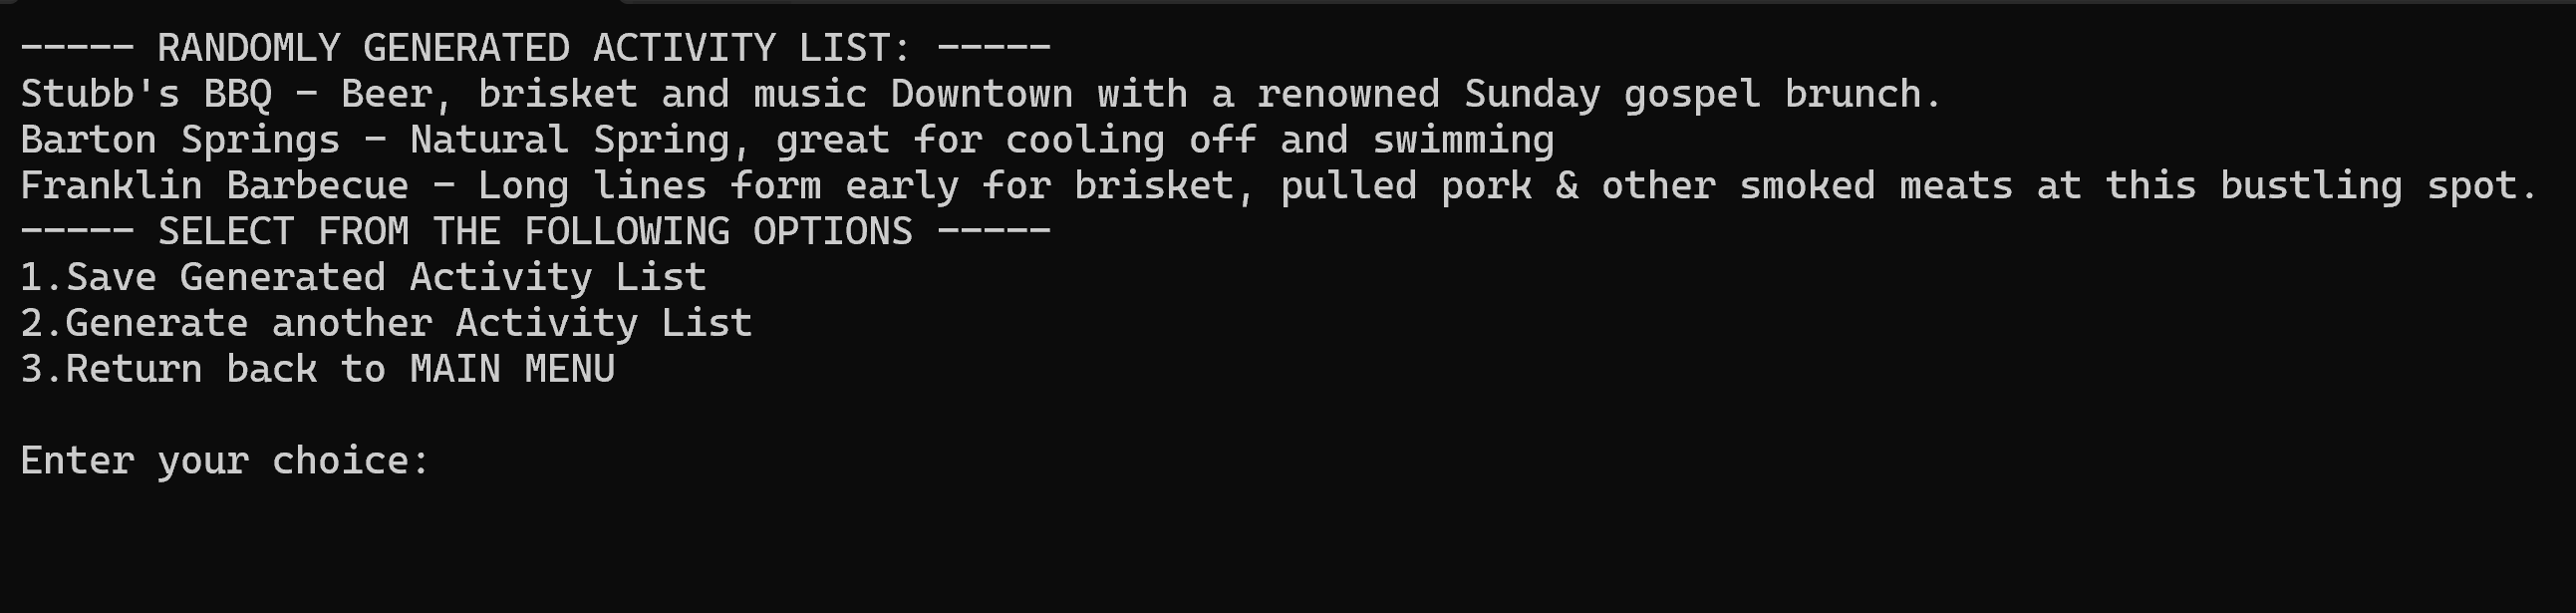 ----- RANDOMLY GENERATED ACTIVITY LIST: -----
Stubb's BBQ - Beer, brisket and music Downtown with a renowned Sunday gospel brunch.
Barton Springs - Natural Spring, great for cooling off and swimming
Franklin Barbecue - Long lines form early for brisket, pulled pork & other smoked meats at this bustling spot.
----- SELECT FROM THE FOLLOWING OPTIONS -----
1.Save Generated Activity List
2.Generate another Activity List
3.Return back to MAIN MENU
Enter your choice: